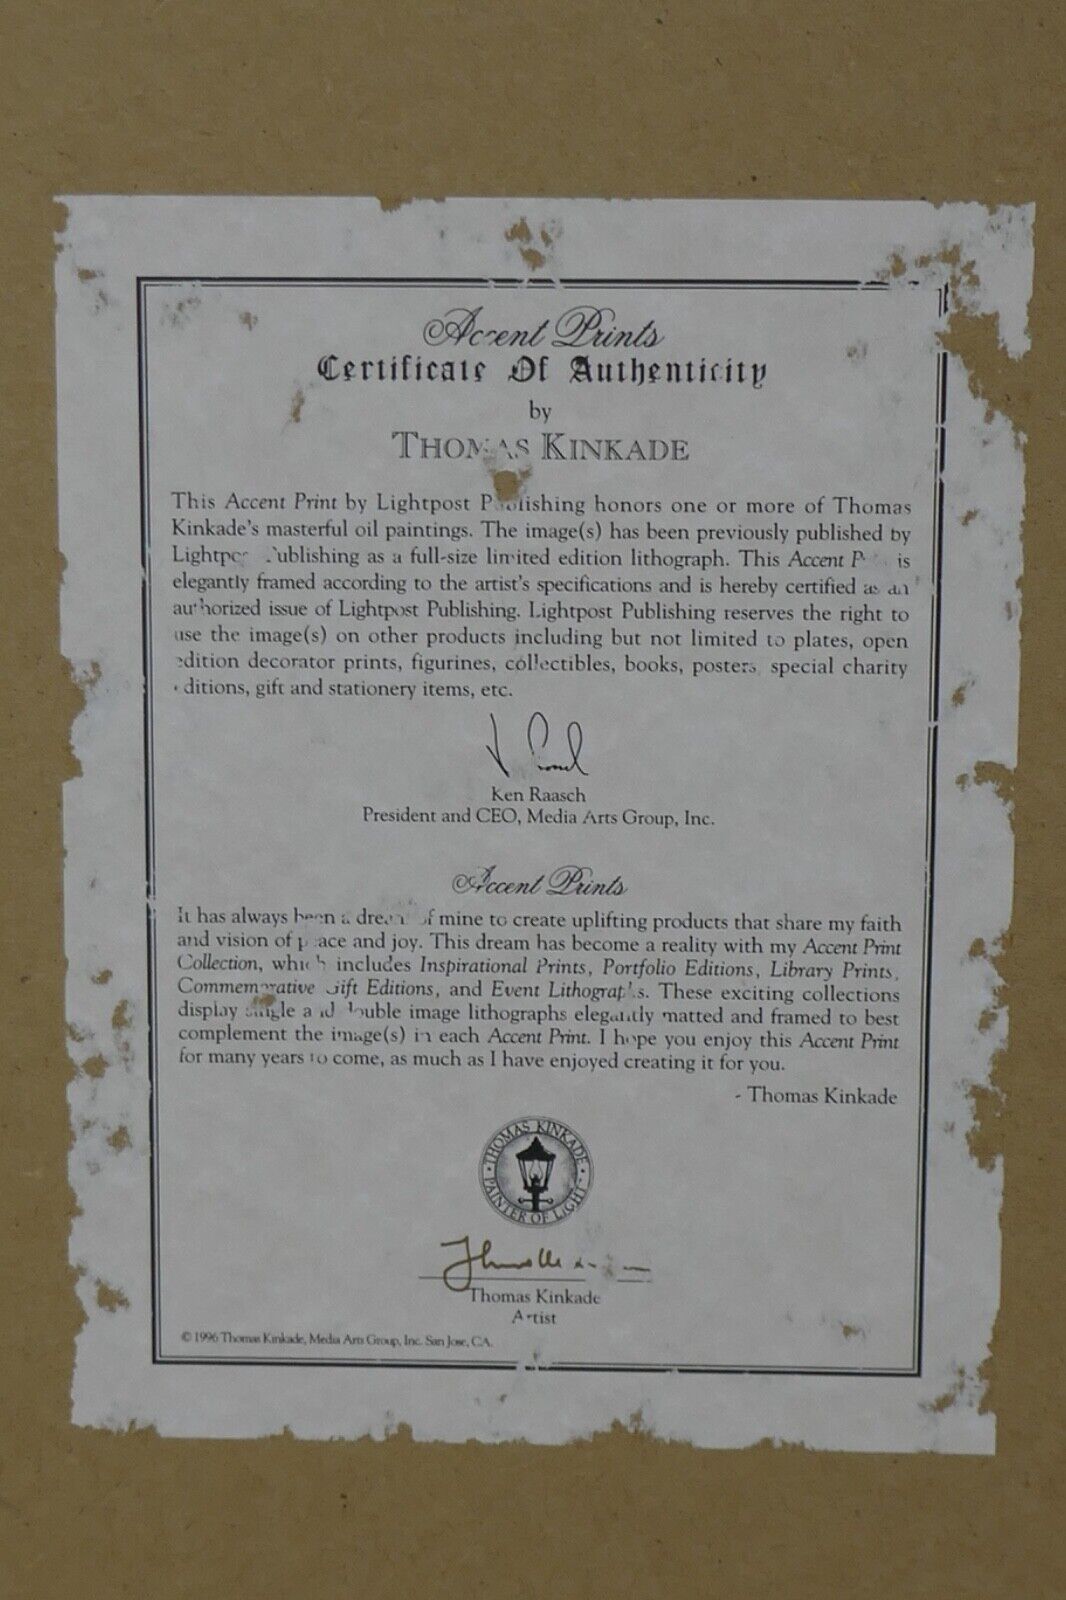 Accent Prints
Certificate Of Authenticity
by
THOMAS KINKADE
This Accent Print by Lightpost Publishing honors one or more of Thomas
Kinkade's masterful oil paintings. The image(s) has been previously published by
Lightpost Publishing as a full-size limited edition lithograph. This Accent Print is
elegantly framed according to the artist's specifications and is hereby certified as an
authorized issue of Lightpost Publishing. Lightpost Publishing reserves the right to
use the image(s) on other products including but not limited to plates, open
edition decorator prints, figurines, collectibles, books, posters, special charity
editions, gift and stationery items, etc.
Ken Raasch
President and CEO, Media Arts Group, Inc.
Accent Prints
It has always been a dream of mine to create uplifting products that share my faith
and vision of peace and joy. This dream has become a reality with my Accent Print
Collection, which includes Inspirational Prints, Portfolio Editions, Library Prints,
Commemorative Gift Editions, and Event Lithographs. These exciting collections
display single and double image lithographs elegantly matted and framed to best
complement the image(s) in each Accent Print. I hope you enjoy this Accent Print
for many years to come, as much as I have enjoyed creating it for you.
- Thomas Kinkade
THOMAS KINKADE
PAINTER OF LIGHT
Thomas Kinkade
Artist
© 1996 Thomas Kinkade, Media Arts Group, Inc. San Jose, CA.